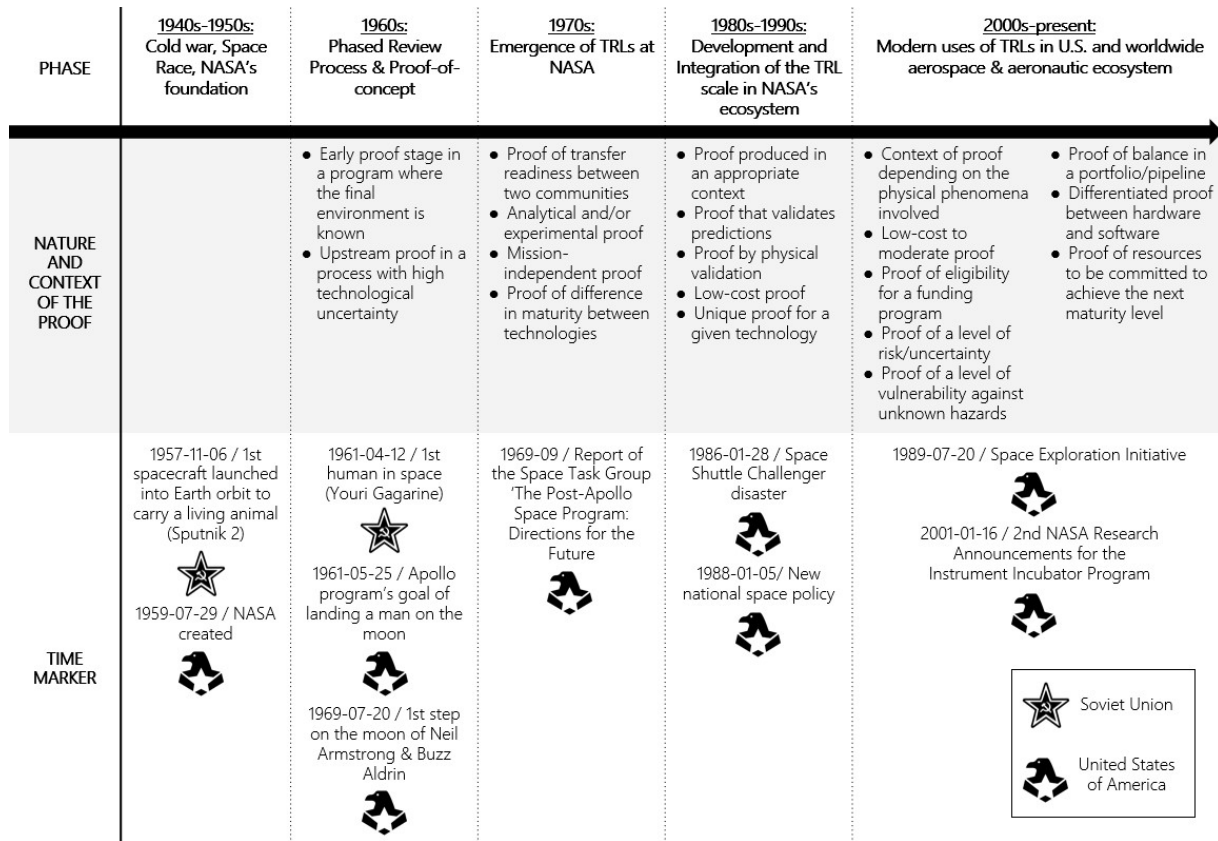 PHASE
1940s-1950s:
Cold war, Space
Race, NASA's
foundation
1960s:
Phased Review
Process & Proof-of-
concept
1970s:
Emergence of TRLs at
NASA
1980s-1990s:
Development and
Integration of the TRL
scale in NASA's
ecosystem
2000s-present:
Modern uses of TRLs in U.S. and worldwide
aerospace & aeronautic ecosystem
NATURE
AND
CONTEXT
OF THE
PROOF
● Early proof stage in
a program where
the final
environment is
known
● Upstream proof in a
process with high
technological
uncertainty
● Proof of transfer
readiness between
two communities
● Analytical and/or
experimental proof
● Mission-
independent proof
● Proof of difference
in maturity between
technologies
● Proof produced in
an appropriate
context
● Proof that validates
predictions
● Proof by physical
validation
● Low-cost proof
● Unique proof for a
given technology
● Context of proof
depending on the
physical phenomena
involved
● Low-cost to
moderate proof
● Proof of eligibility
for a funding
program
● Proof of a level of
risk/uncertainty
● Proof of a level of
vulnerability against
unknown hazards
● Proof of balance in
a portfolio/pipeline
● Differentiated proof
between hardware
and software
● Proof of resources
to be committed to
achieve the next
maturity level
TIME
MARKER
1957-11-06 / 1st
spacecraft launched
into Earth orbit to
carry a living animal
(Sputnik 2)
1959-07-29 / NASA
created
1961-04-12 / 1st
human in space
(Youri Gagarine)
1961-05-25 / Apollo
program's goal of
landing a man on the
moon
1969-07-20 / 1st step
on the moon of Neil
Armstrong & Buzz
Aldrin
1969-09 / Report of
the Space Task Group
'The Post-Apollo
Space Program:
Directions for the
Future
1986-01-28 / Space
Shuttle Challenger
disaster
1988-01-05/ New
national space policy
1989-07-20 / Space Exploration Initiative
2001-01-16 / 2nd NASA Research
Announcements for the
Instrument Incubator Program
Soviet Union
United States
of America